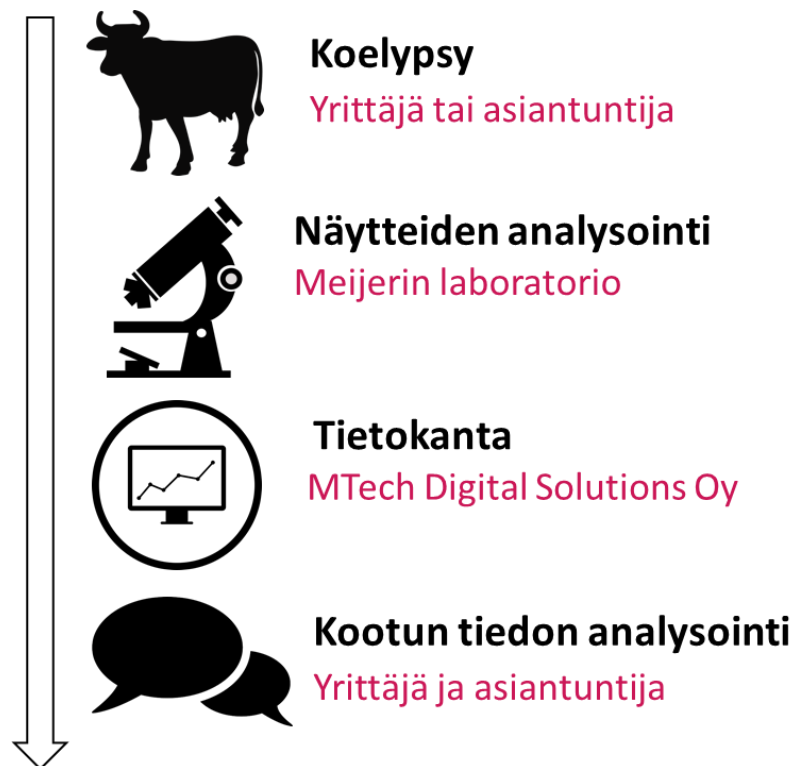 Koelypsy
Yrittäjä tai asiantuntija
Näytteiden analysointi
Meijerin laboratorio
Tietokanta
MTech Digital Solutions Oy
Kootun tiedon analysointi
Yrittäjä ja asiantuntija